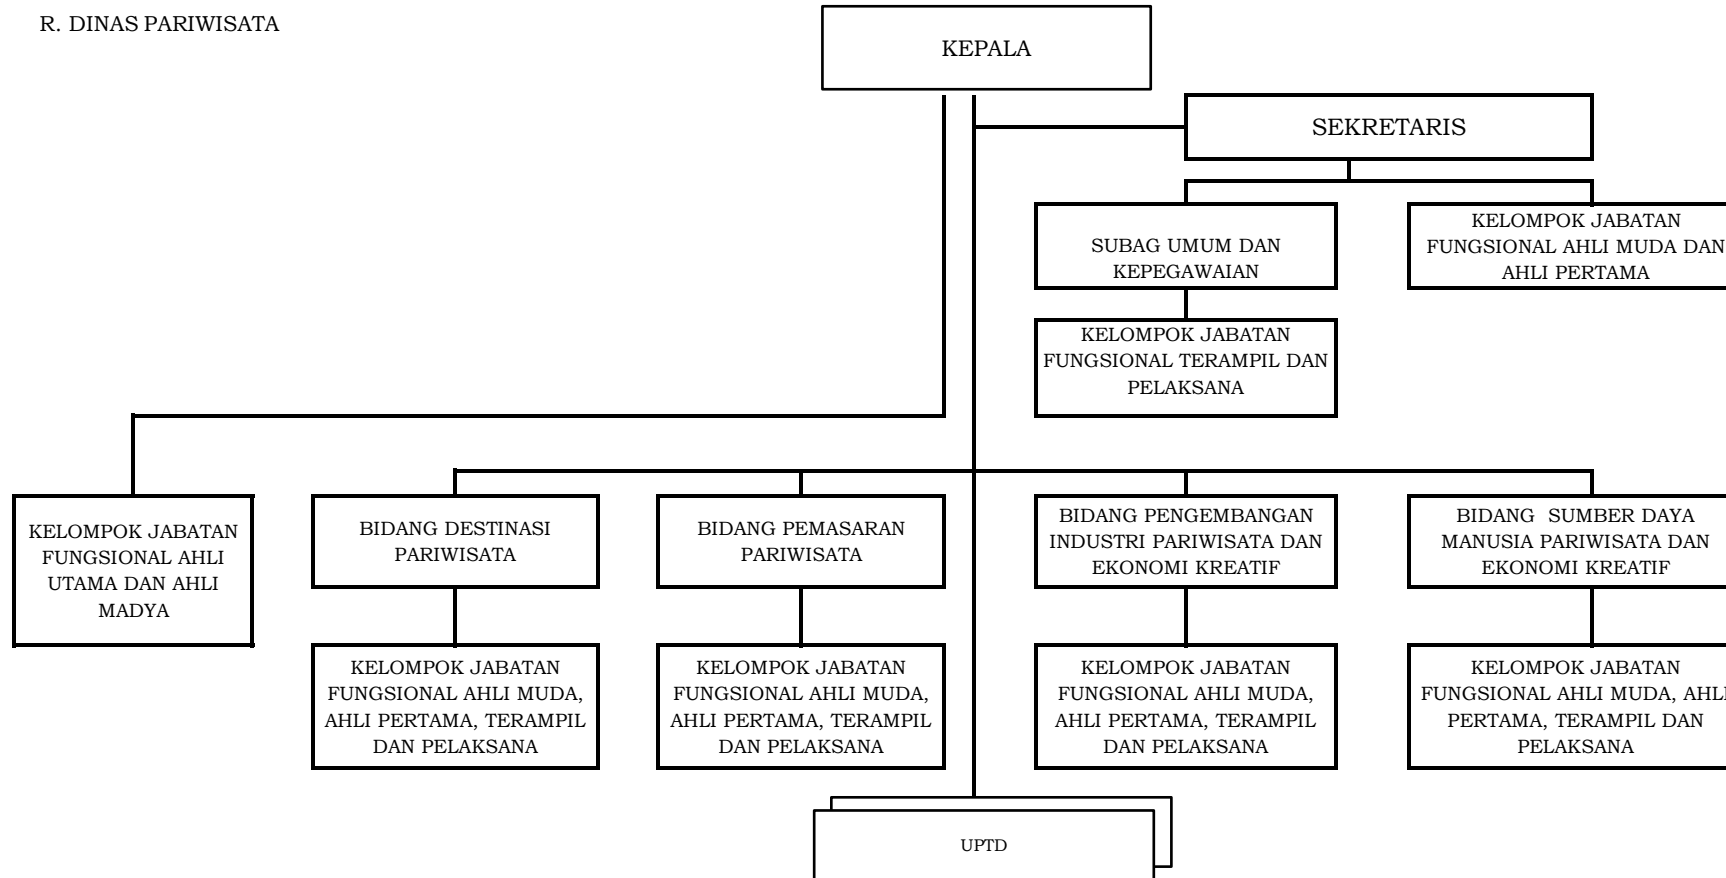 R. DINAS PARIWISATA
KEPALA
SEKRETARIS
SUBAG UMUM DAN
KEPEGAWAIAN
KELOMPOK JABATAN
FUNGSIONAL AHLI MUDA DAN
AHLI PERTAMA
KELOMPOK JABATAN
FUNGSIONAL TERAMPIL DAN
PELAKSANA
KELOMPOK JABATAN
FUNGSIONAL AHLI
UTAMA DAN AHLI
MADYA
BIDANG DESTINASI
PARIWISATA
BIDANG PEMASARAN
PARIWISATA
BIDANG PENGEMBANGAN
INDUSTRI PARIWISATA DAN
EKONOMI KREATIF
BIDANG SUMBER DAYA
MANUSIA PARIWISATA DAN
EKONOMI KREATIF
KELOMPOK JABATAN
FUNGSIONAL AHLI MUDA,
AHLI PERTAMA, TERAMPIL
DAN PELAKSANA
KELOMPOK JABATAN
FUNGSIONAL AHLI MUDA,
AHLI PERTAMA, TERAMPIL
DAN PELAKSANA
KELOMPOK JABATAN
FUNGSIONAL AHLI MUDA,
AHLI PERTAMA, TERAMPIL
DAN PELAKSANA
KELOMPOK JABATAN
FUNGSIONAL AHLI MUDA, AHLI
PERTAMA, TERAMPIL DAN
PELAKSANA
UPTD